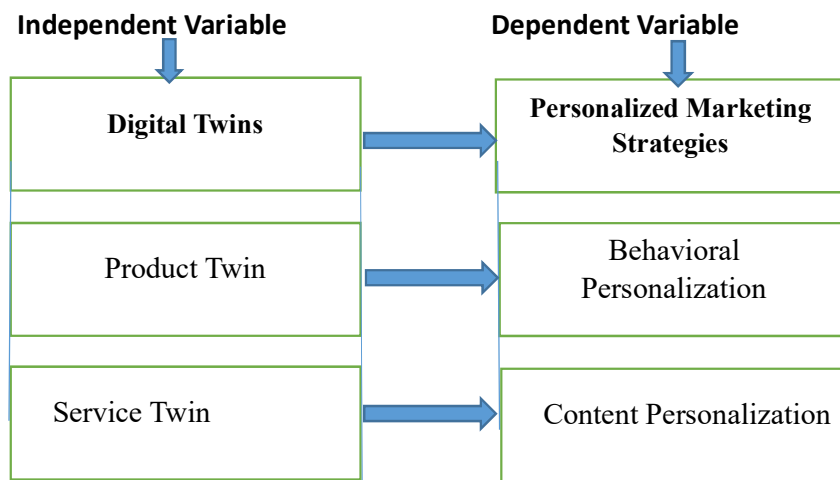 Independent Variable
Dependent Variable
Digital Twins
Personalized Marketing
Strategies
Product Twin
Behavioral
Personalization
Service Twin
Content Personalization